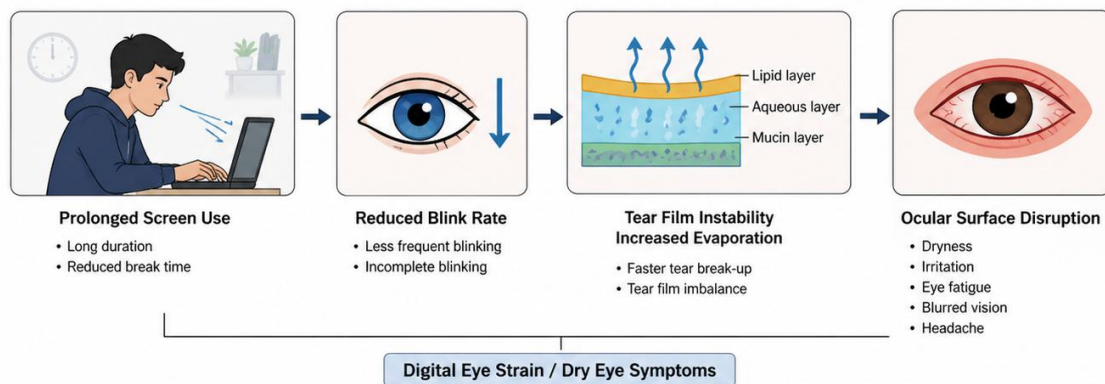 Lipid layer
Aqueous layer
Mucin layer
Prolonged Screen Use
• Long duration
• Reduced break time
Reduced Blink Rate
• Less frequent blinking
• Incomplete blinking
Tear Film Instability
Increased Evaporation
• Faster tear break-up
• Tear film imbalance
Ocular Surface Disruption
• Dryness
• Irritation
• Eye fatigue
• Blurred vision
• Headache
Digital Eye Strain / Dry Eye Symptoms